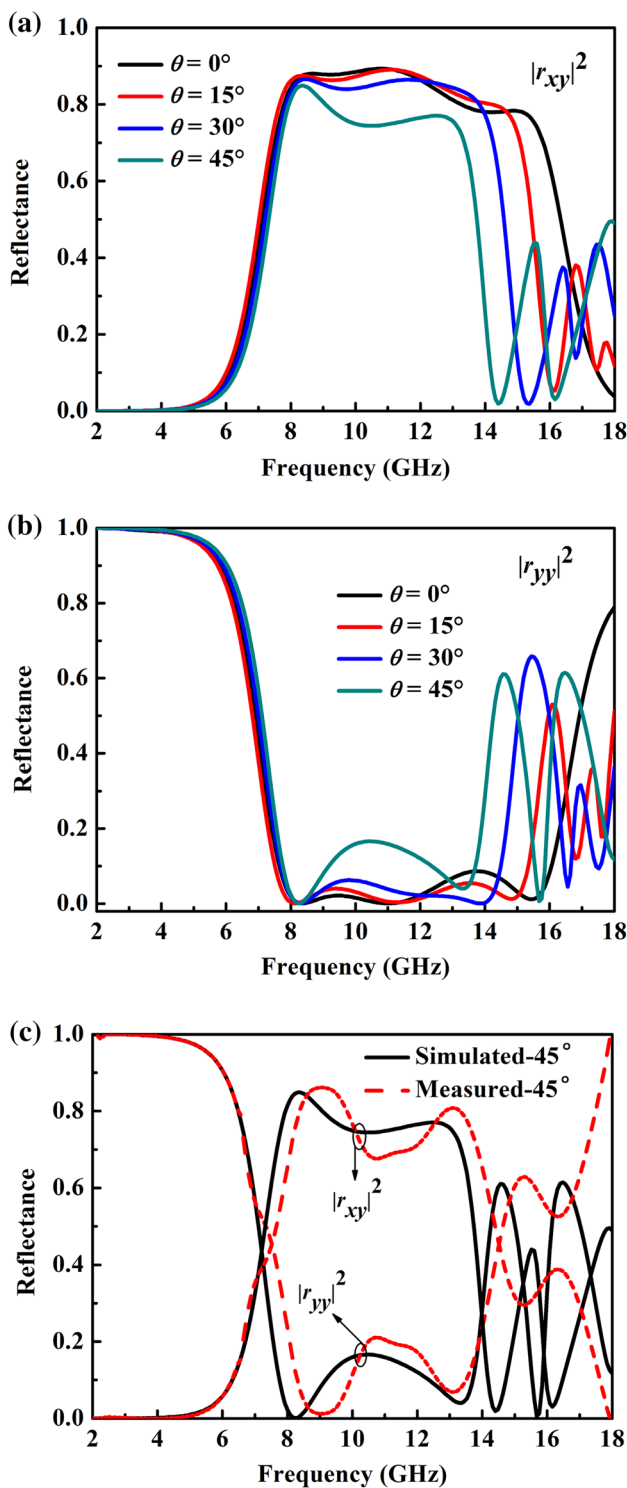 (a)
1.0
0.8
0.6
0.4
0.2
0.0
Reflectance
θ = 0°
θ = 15°
θ = 30°
θ = 45°
|r_xy|²
2 4 6 8 10 12 14 16 18
Frequency (GHz)
(b)
1.0
0.8
0.6
0.4
0.2
0.0
Reflectance
|r_yy|²
θ = 0°
θ = 15°
θ = 30°
θ = 45°
2 4 6 8 10 12 14 16 18
Frequency (GHz)
(c)
1.0
0.8
0.6
0.4
0.2
0.0
Reflectance
Simulated-45°
Measured-45°
|r_xy|²
|r_yy|²
2 4 6 8 10 12 14 16 18
Frequency (GHz)